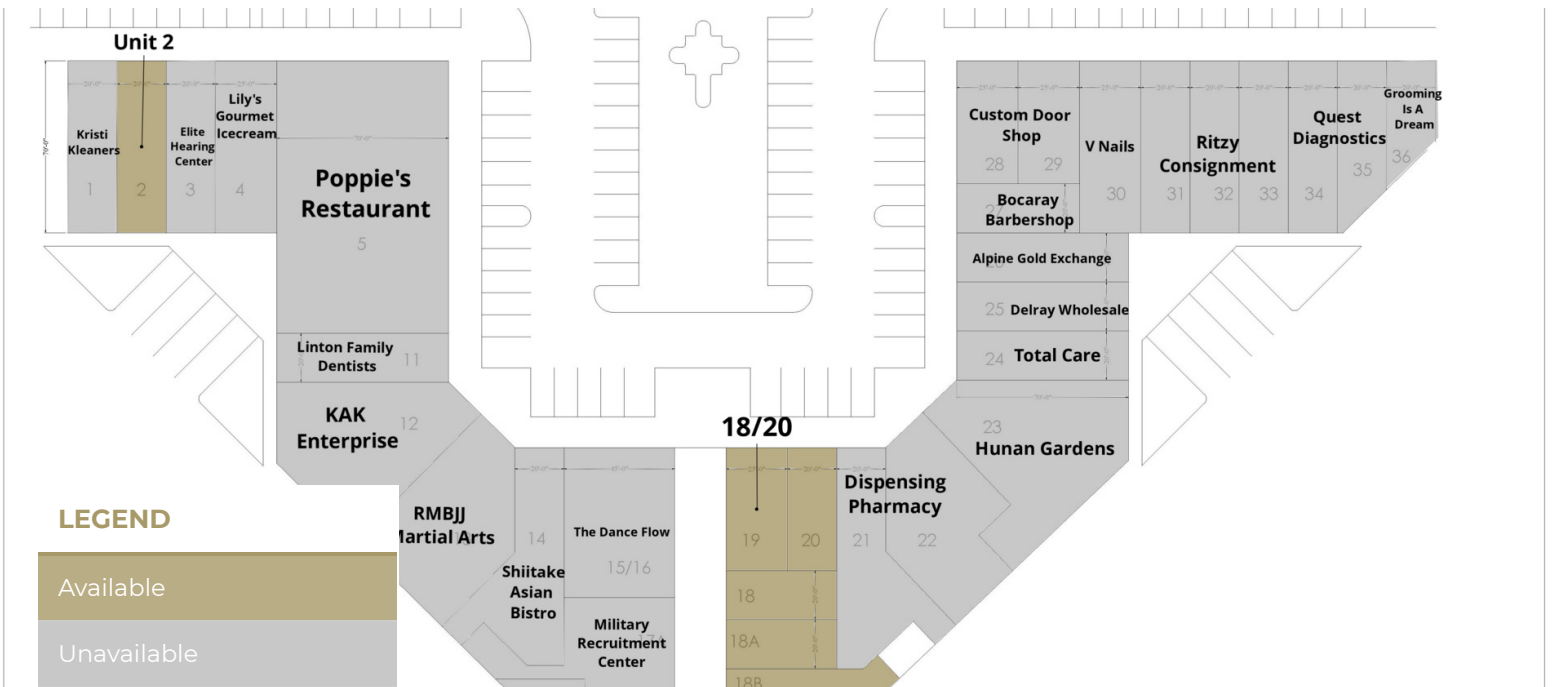 Unit 2
Kristi
Kleaners
1
2
Elite
Hearing
Center
3
Lily's
Gourmet
Icecream
4
Poppie's
Restaurant
5
Linton Family
Dentists
11
KAK
Enterprise
12
RMBJJ
Martial Arts
14
Shiitake
Asian
Bistro
The Dance Flow
15/16
Military
Recruitment
Center
17A
18/20
19
20
18
18A
18B
Dispensing
Pharmacy
21
22
23
Hunan Gardens
24 Total Care
25 Delray Wholesale
Alpine Gold Exchange
Bocaray
Barbershop
27
Custom Door
Shop
28
29
V Nails
30
Ritzy
Consignment
31
32
33
Quest
Diagnostics
34
35
Grooming
Is A
Dream
36
70'-0"
LEGEND
Available
Unavailable